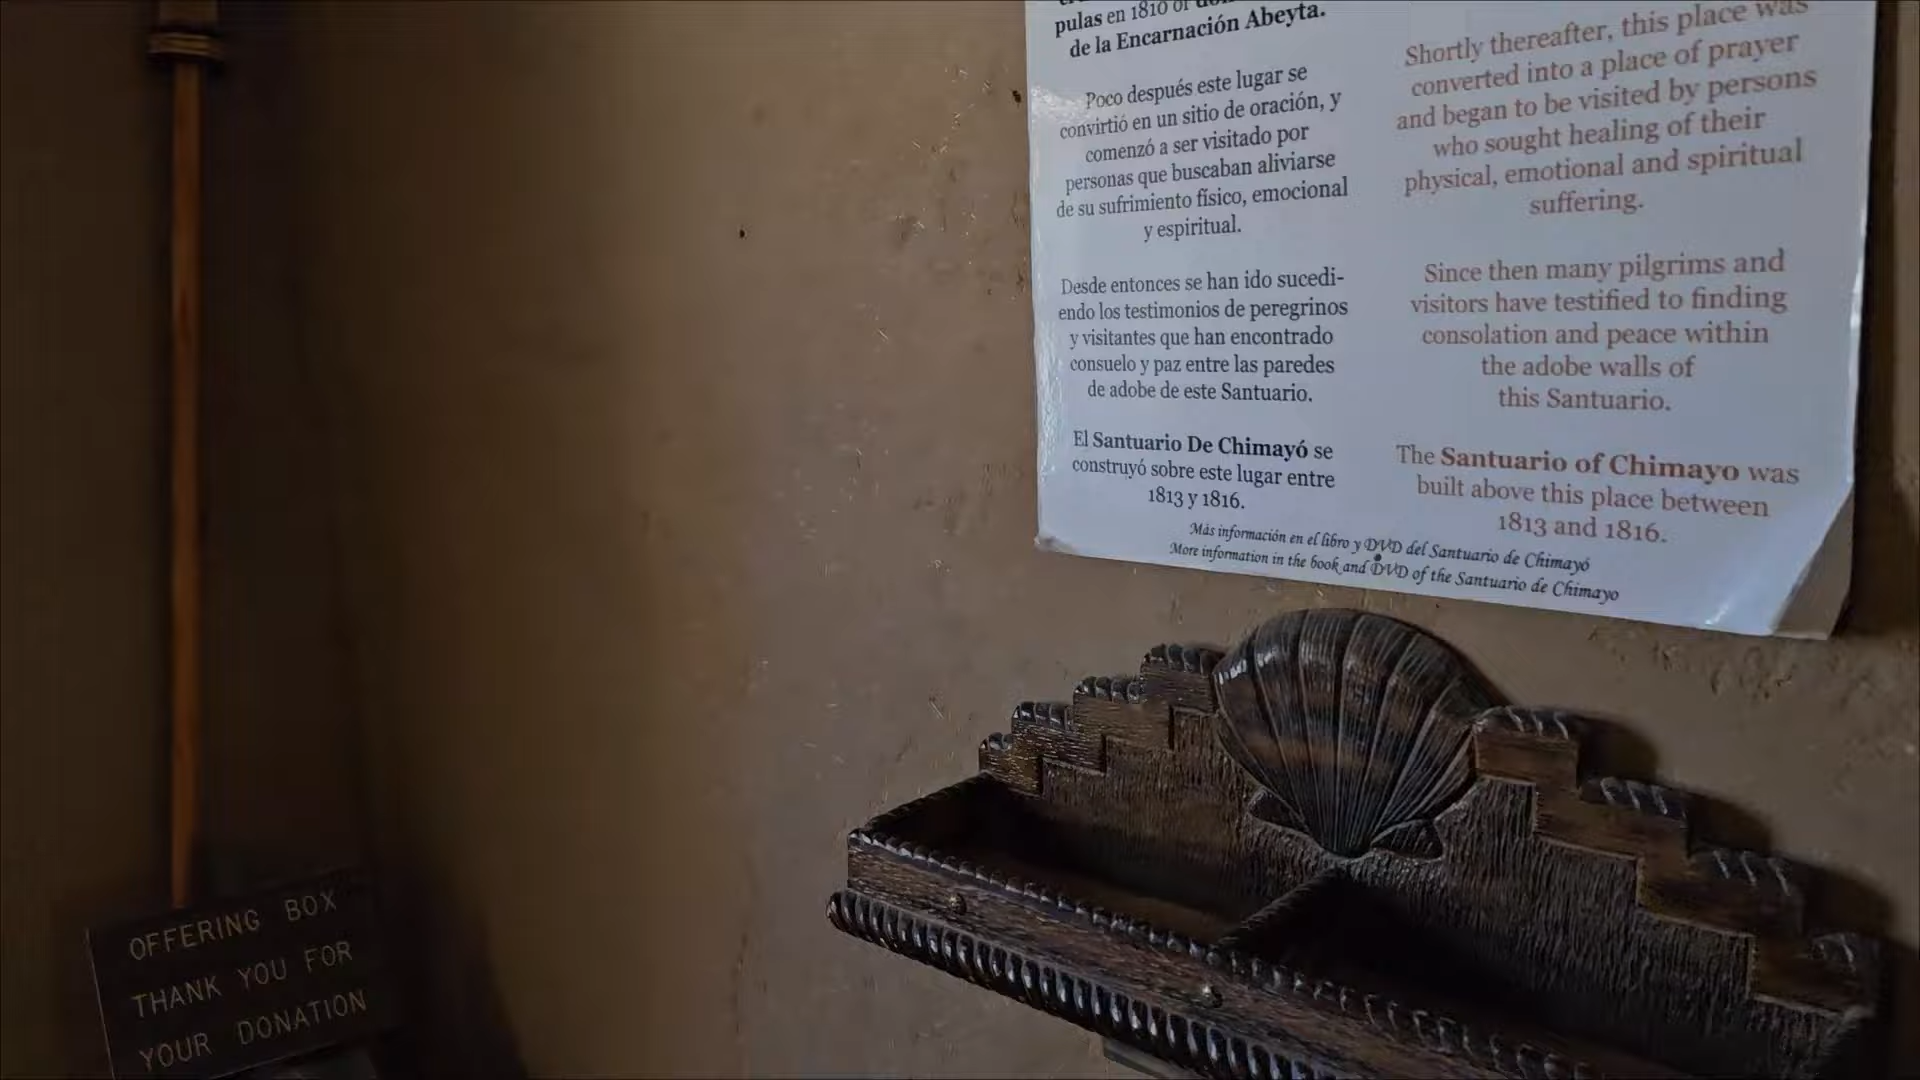 pulas en 1810
de la Encarnación Abeyta.
Poco después este lugar se
convirtió en un sitio de oración, y
comenzó a ser visitado por
personas que buscaban aliviarse
de su sufrimiento físico, emocional
y espiritual.
Desde entonces se han ido sucedi-
endo los testimonios de peregrinos
y visitantes que han encontrado
consuelo y paz entre las paredes
de adobe de este Santuario.
El Santuario De Chimayó se
construyó sobre este lugar entre
1813 y 1816.
Shortly thereafter, this place was
converted into a place of prayer
and began to be visited by persons
who sought healing of their
physical, emotional and spiritual
suffering.
Since then many pilgrims and
visitors have testified to finding
consolation and peace within
the adobe walls of
this Santuario.
The Santuario of Chimayo was
built above this place between
1813 and 1816.
Más información en el libro y DVD del Santuario de Chimayó
More information in the book and DVD of the Santuario de Chimayo
OFFERING BOX
THANK YOU FOR
YOUR DONATION